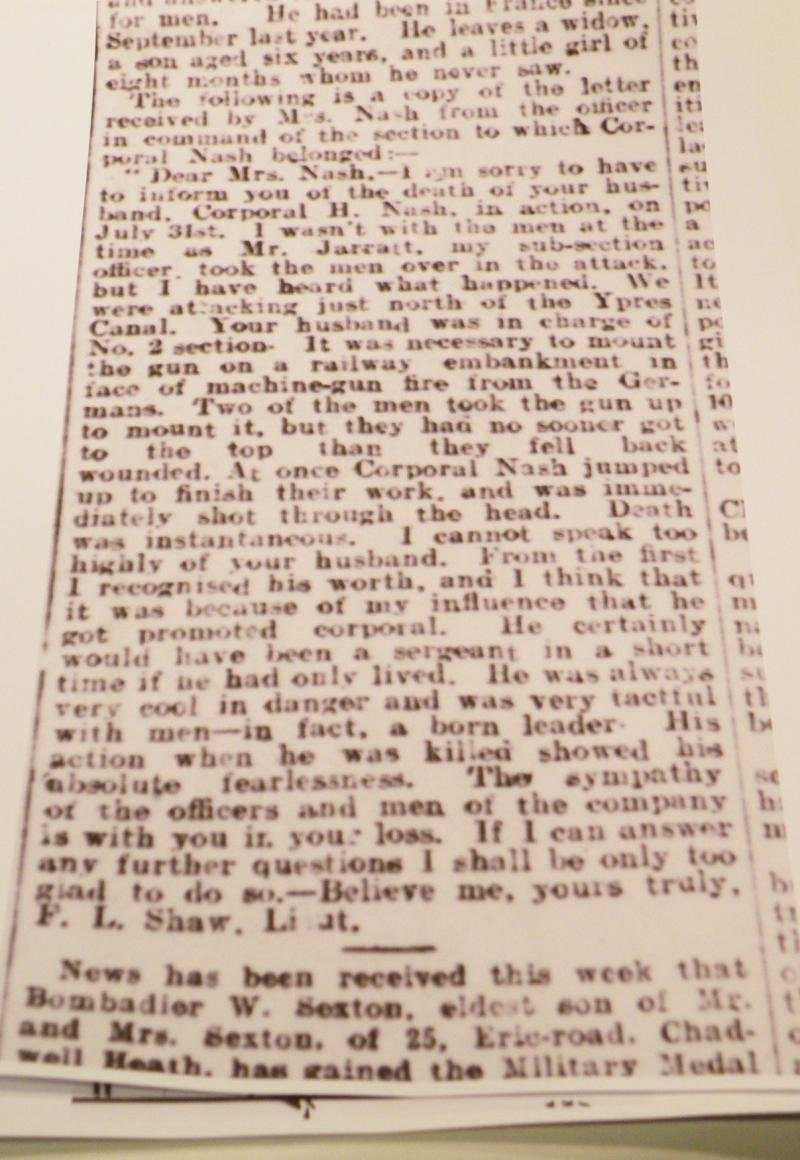 for men. He had been in France since
September last year. He leaves a widow,
a son aged six years, and a little girl of
eight months whom he never saw.
The following is a copy of the letter
received by Mrs. Nash from the officer
in command of the section to which Cor-
poral Nash belonged:—
" Dear Mrs. Nash,—I am sorry to have
to inform you of the death of your hus-
band, Corporal H. Nash, in action, on
July 31st. I wasn't with the men at the
time as Mr. Jarratt, my sub-section
officer, took the men over in the attack,
but I have heard what happened. We
were attacking just north of the Ypres
Canal. Your husband was in charge of
No. 2 section. It was necessary to mount
the gun on a railway embankment in
face of machine-gun fire from the Ger-
mans. Two of the men took the gun up
to mount it, but they had no sooner got
to the top than they fell back
wounded. At once Corporal Nash jumped
up to finish their work, and was imme-
diately shot through the head. Death
was instantaneous. I cannot speak too
highly of your husband. From the first
I recognised his worth, and I think that
it was because of my influence that he
got promoted corporal. He certainly
would have been a sergeant in a short
time if he had only lived. He was always
very cool in danger and was very tactful
with men—in fact, a born leader. His
action when he was killed showed his
absolute fearlessness. The sympathy
of the officers and men of the company
is with you in your loss. If I can answer
any further questions I shall be only too
glad to do so.—Believe me, yours truly,
F. L. Shaw, Lieut.
News has been received this week that
Bombadier W. Sexton, eldest son of Mr.
and Mrs. Sexton, of 25, Eric-road, Chad-
well Heath, has gained the Military Medal